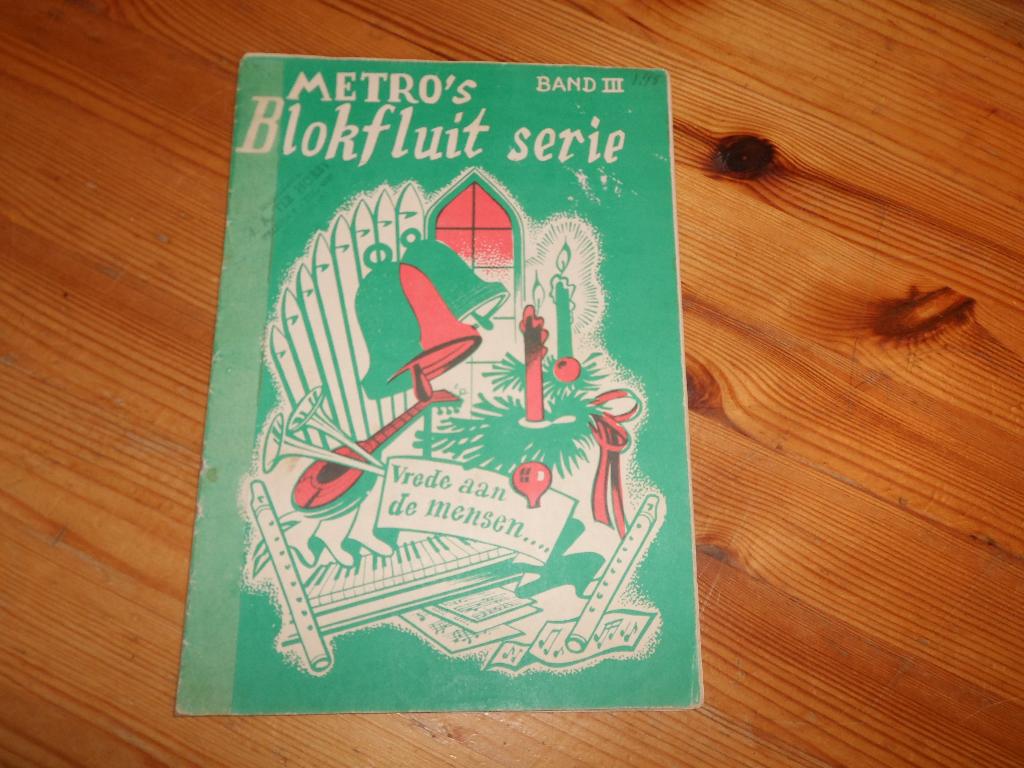 METRO'S
BAND III
Blokfluit serie
Vrede aan
de mensen....